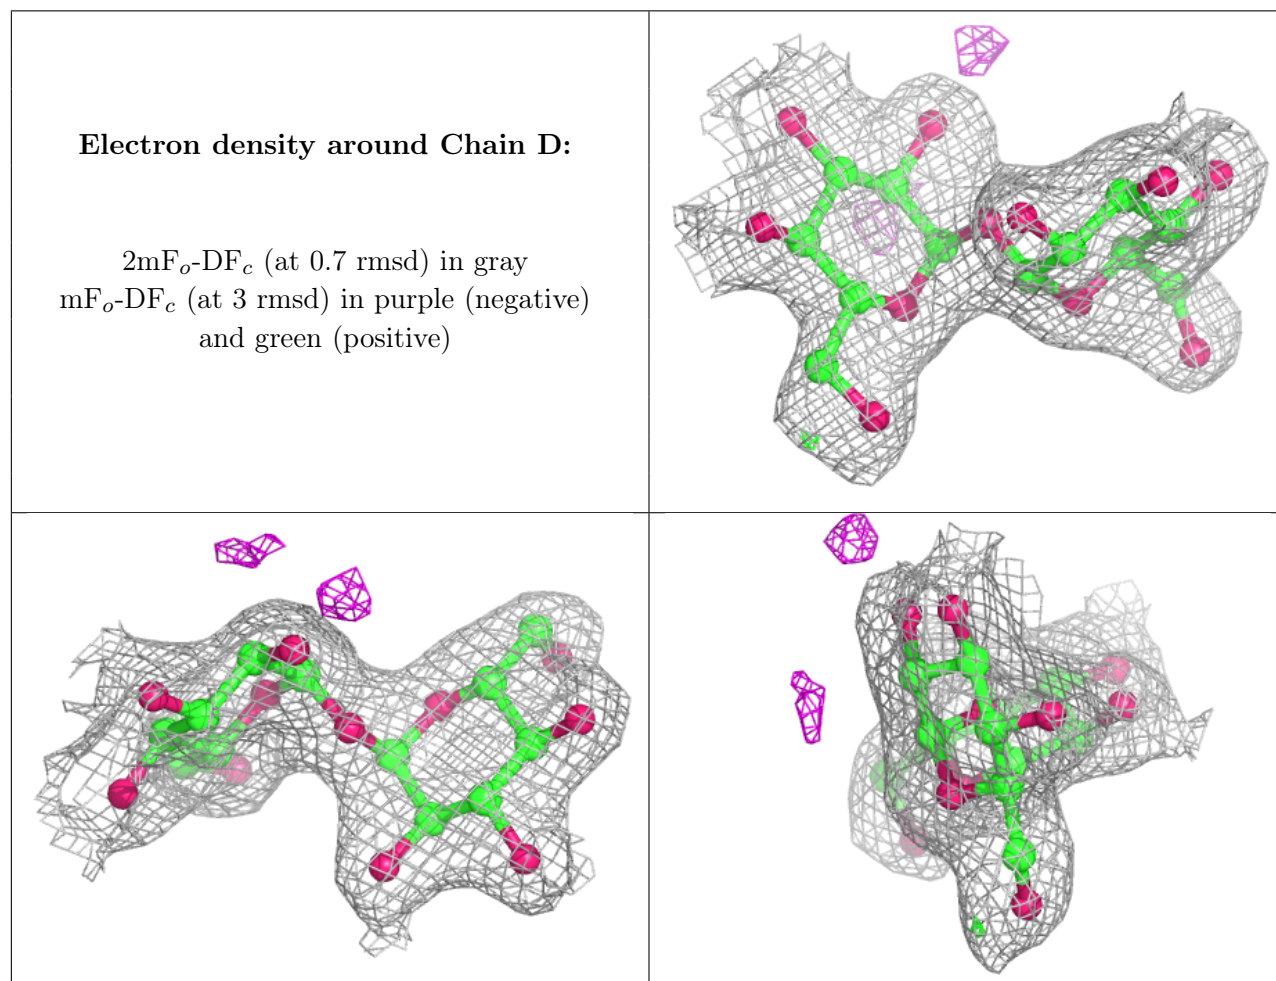 Electron density around Chain D:
2mFₒ-DF𝒸 (at 0.7 rmsd) in gray
mFₒ-DF𝒸 (at 3 rmsd) in purple (negative)
and green (positive)